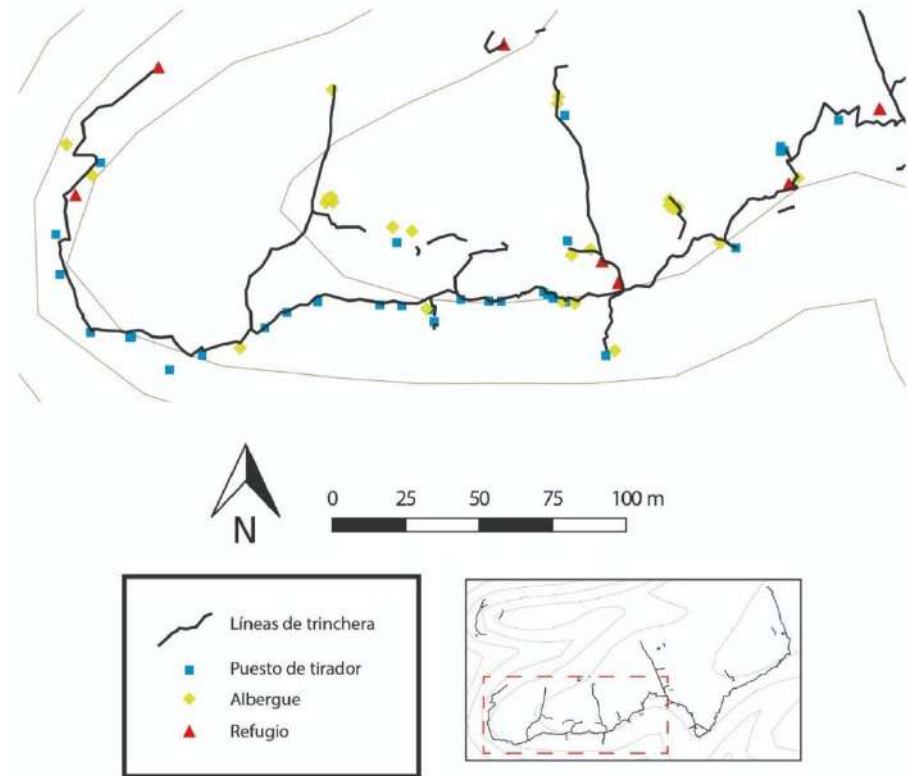 N
0 25 50 75 100 m
Líneas de trinchera
Puesto de tirador
Albergue
Refugio